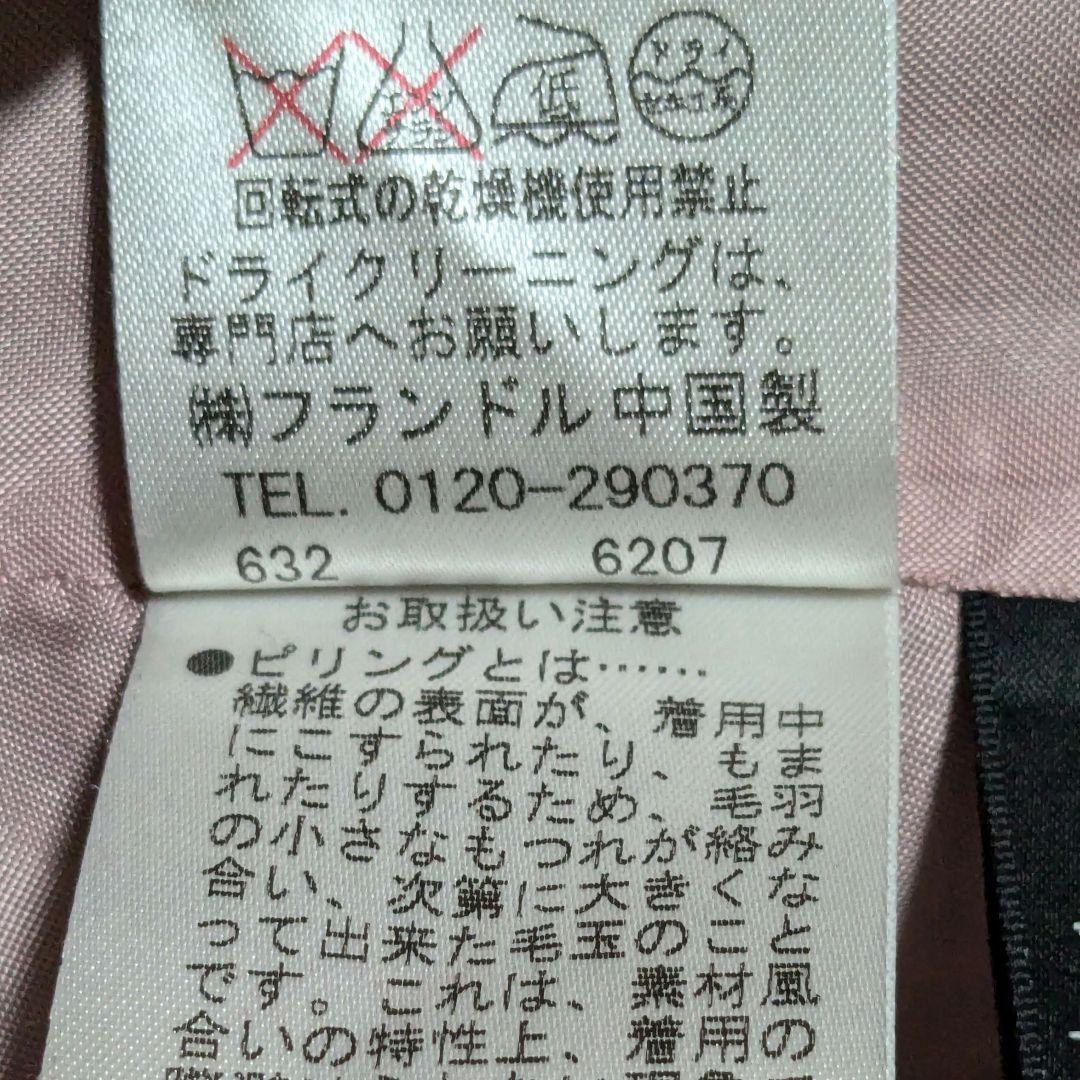 低
ドライ
回転式の乾燥機使用禁止
ドライクリーニングは、
専門店へお願いします。
㈱フランドル 中国製
TEL. 0120-290370
632 6207
お取扱い注意
●ピリングとは……
繊維の表面が、着用中
にこすられたり、もま
れたりするため、毛羽
の小さなもつれが絡み
合い、次第に大きくな
って出来た毛玉のこと
です。これは、素材風
合いの特性上、着用の